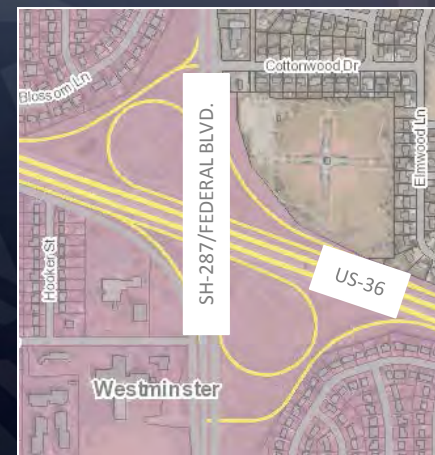 Cottonwood Dr
Blossom Ln
SH-287/FEDERAL BLVD.
Elmwood Ln
Hooker St
US-36
Westminster